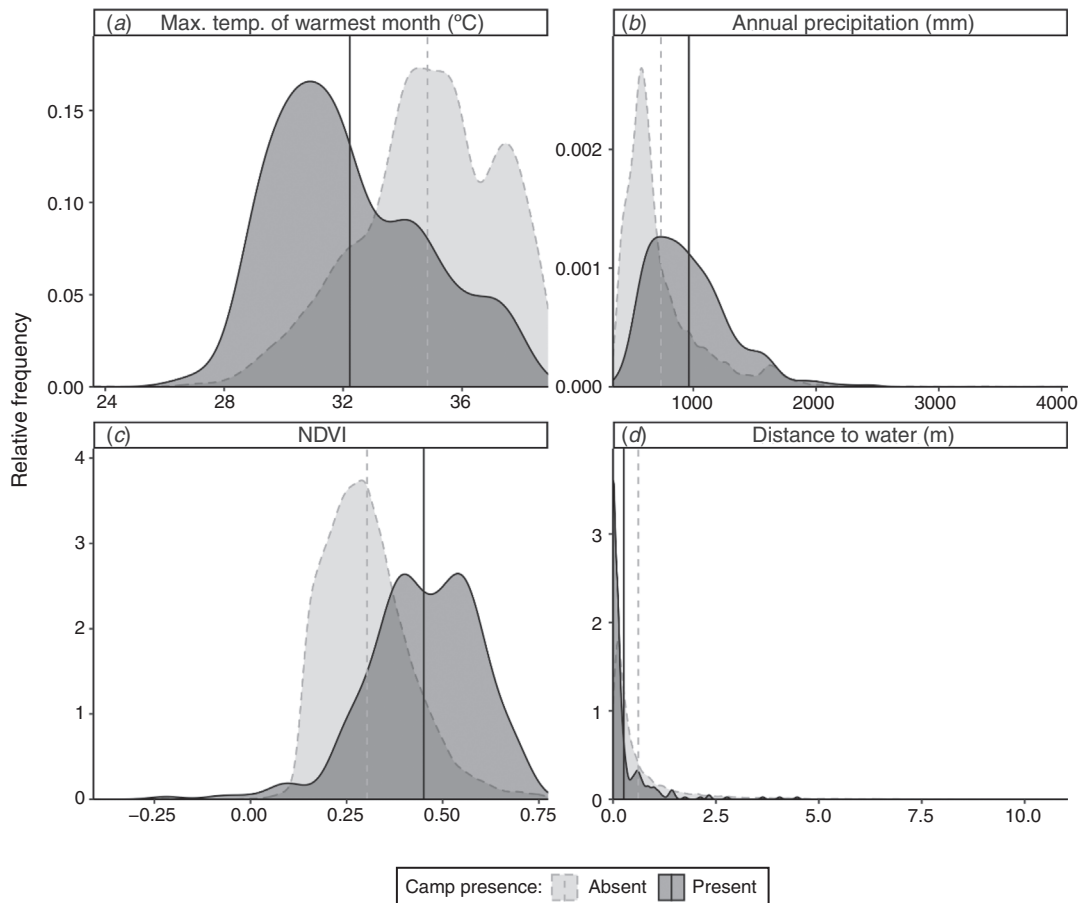 (a) Max. temp. of warmest month (ºC)
(b) Annual precipitation (mm)
0.15
0.10
0.05
0.00
24 28 32 36
0.002
0.001
0.000
1000 2000 3000 4000
Relative frequency
(c) NDVI
(d) Distance to water (m)
4
3
2
1
0
−0.25 0.00 0.25 0.50 0.75
3
2
1
0
0.0 2.5 5.0 7.5 10.0
Camp presence: Absent Present